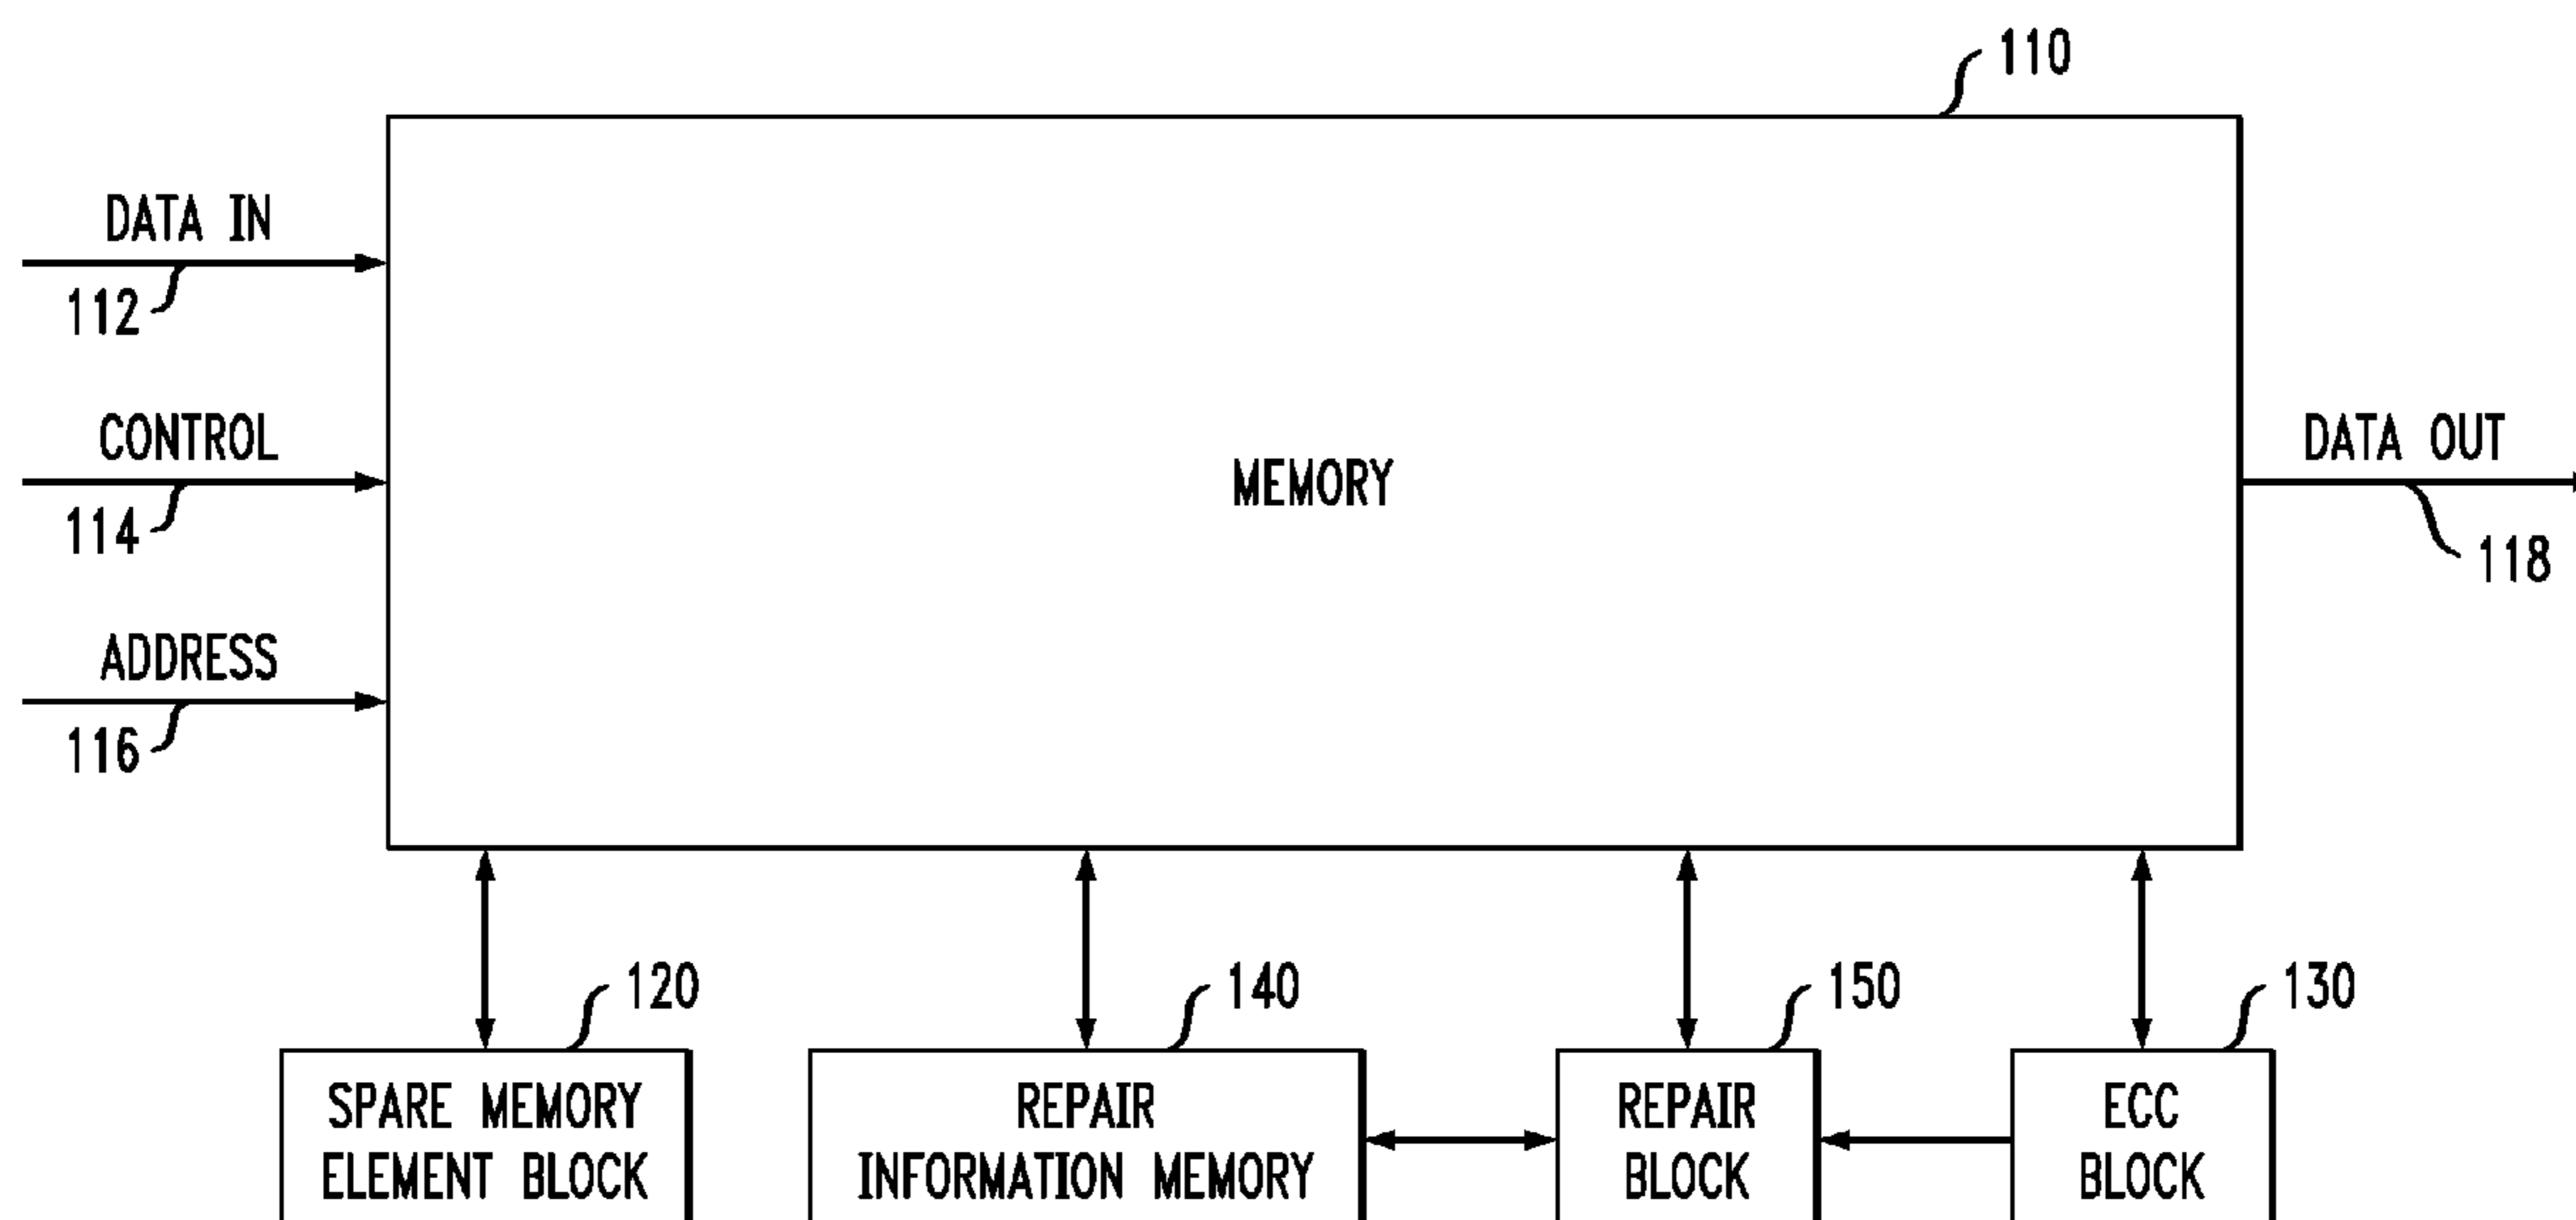 110
DATA IN
112
CONTROL
114
ADDRESS
116
MEMORY
DATA OUT
118
120
140
150
130
SPARE MEMORY
ELEMENT BLOCK
REPAIR
INFORMATION MEMORY
REPAIR
BLOCK
ECC
BLOCK